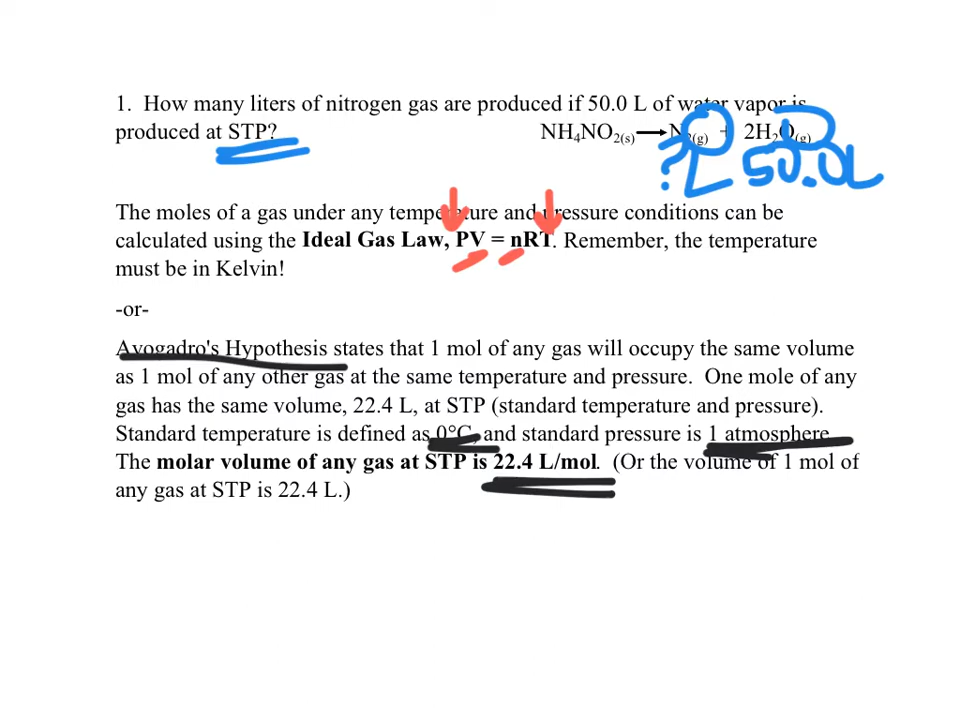 1. How many liters of nitrogen gas are produced if 50.0 L of water vapor is
produced at STP? NH₄NO₂(s) → N₂(g) + 2H₂O(g)
? L 50.0L
The moles of a gas under any temperature and pressure conditions can be
calculated using the Ideal Gas Law, PV = nRT. Remember, the temperature
must be in Kelvin!
-or-
Avogadro's Hypothesis states that 1 mol of any gas will occupy the same volume
as 1 mol of any other gas at the same temperature and pressure. One mole of any
gas has the same volume, 22.4 L, at STP (standard temperature and pressure).
Standard temperature is defined as 0°C, and standard pressure is 1 atmosphere.
The molar volume of any gas at STP is 22.4 L/mol. (Or the volume of 1 mol of
any gas at STP is 22.4 L.)